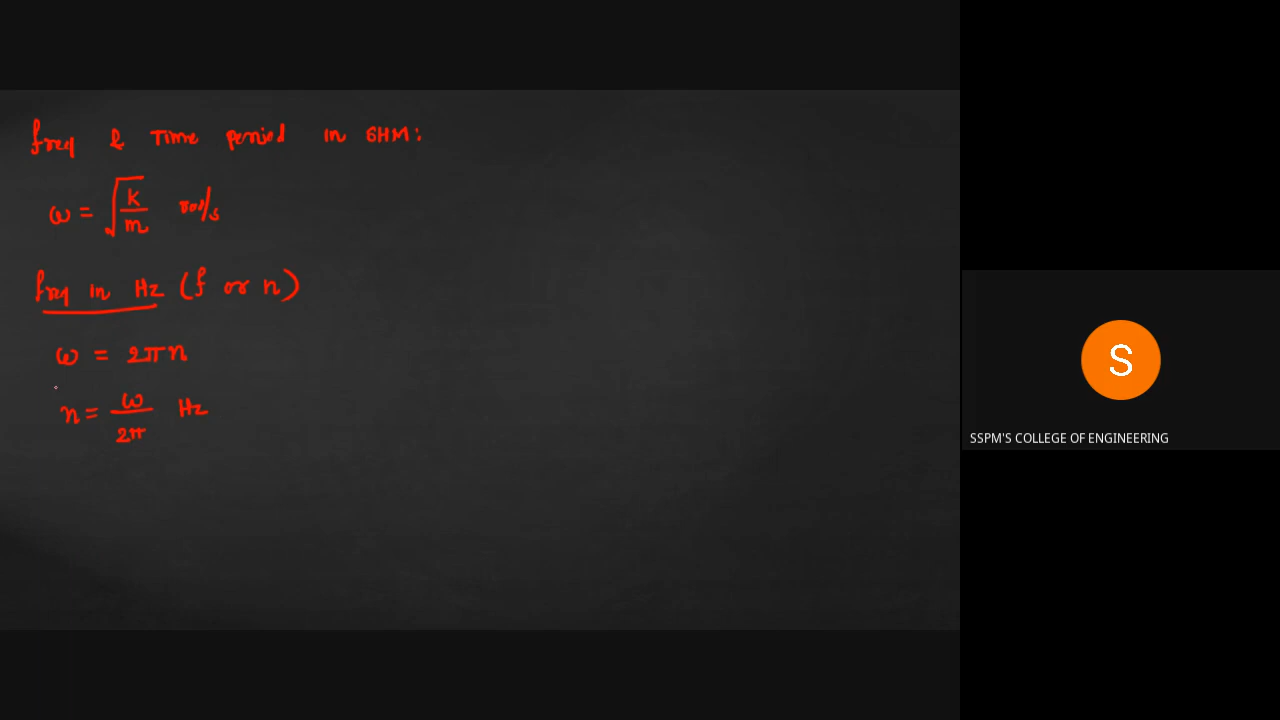 freq & Time period in SHM:
ω = √(k/m) rad/s
freq in Hz (f or n)
ω = 2πn
n = ω/2π Hz
S
SSPM'S COLLEGE OF ENGINEERING